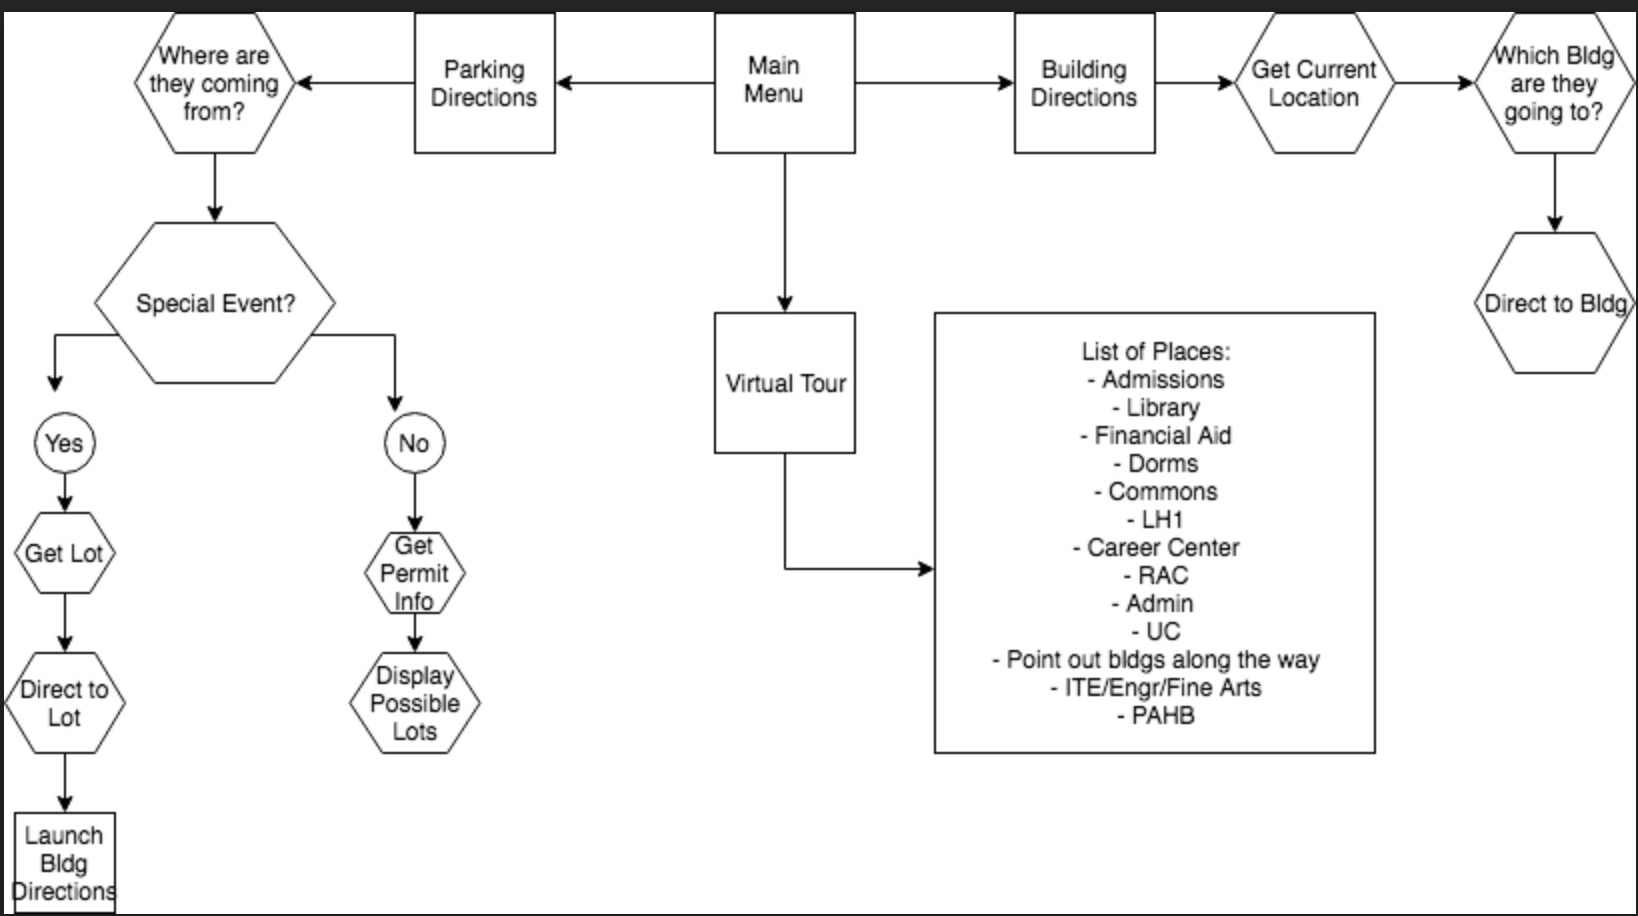 Where are
they coming
from?
Parking
Directions
Main
Menu
Building
Directions
Get Current
Location
Which Bldg
are they
going to?
Special Event?
Direct to Bldg
Virtual Tour
List of Places:
- Admissions
- Library
- Financial Aid
- Dorms
- Commons
- LH1
- Career Center
- RAC
- Admin
- UC
- Point out bldgs along the way
- ITE/Engr/Fine Arts
- PAHB
Yes
No
Get Lot
Get
Permit
Info
Direct to
Lot
Display
Possible
Lots
Launch
Bldg
Directions